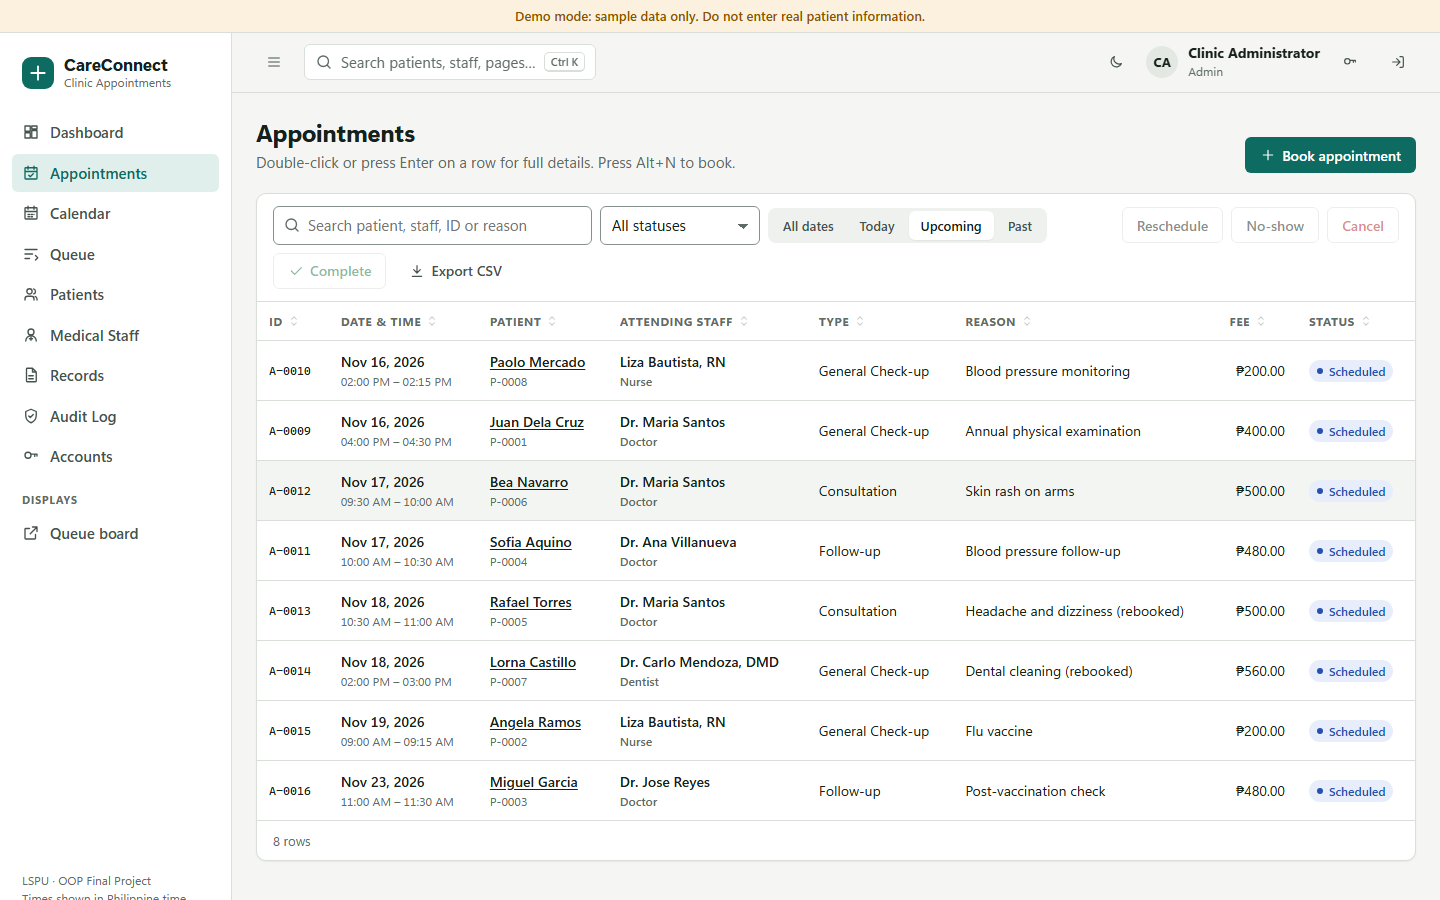 Demo mode: sample data only. Do not enter real patient information.
CareConnect
Clinic Appointments
Dashboard
Appointments
Calendar
Queue
Patients
Medical Staff
Records
Audit Log
Accounts
DISPLAYS
Queue board
LSPU · OOP Final Project
Times shown in Philippine time
Search patients, staff, pages... Ctrl K
CA
Clinic Administrator
Admin
Appointments
Double-click or press Enter on a row for full details. Press Alt+N to book.
Book appointment
Search patient, staff, ID or reason
All statuses
All dates Today Upcoming Past
Reschedule No-show Cancel
Complete Export CSV
ID DATE & TIME PATIENT ATTENDING STAFF TYPE REASON FEE STATUS
A-0010 Nov 16, 2026 Paolo Mercado Liza Bautista, RN General Check-up Blood pressure monitoring ₱200.00 Scheduled
02:00 PM – 02:15 PM P-0008 Nurse
A-0009 Nov 16, 2026 Juan Dela Cruz Dr. Maria Santos General Check-up Annual physical examination ₱400.00 Scheduled
04:00 PM – 04:30 PM P-0001 Doctor
A-0012 Nov 17, 2026 Bea Navarro Dr. Maria Santos Consultation Skin rash on arms ₱500.00 Scheduled
09:30 AM – 10:00 AM P-0006 Doctor
A-0011 Nov 17, 2026 Sofia Aquino Dr. Ana Villanueva Follow-up Blood pressure follow-up ₱480.00 Scheduled
10:00 AM – 10:30 AM P-0004 Doctor
A-0013 Nov 18, 2026 Rafael Torres Dr. Maria Santos Consultation Headache and dizziness (rebooked) ₱500.00 Scheduled
10:30 AM – 11:00 AM P-0005 Doctor
A-0014 Nov 18, 2026 Lorna Castillo Dr. Carlo Mendoza, DMD General Check-up Dental cleaning (rebooked) ₱560.00 Scheduled
02:00 PM – 03:00 PM P-0007 Dentist
A-0015 Nov 19, 2026 Angela Ramos Liza Bautista, RN General Check-up Flu vaccine ₱200.00 Scheduled
09:00 AM – 09:15 AM P-0002 Nurse
A-0016 Nov 23, 2026 Miguel Garcia Dr. Jose Reyes Follow-up Post-vaccination check ₱480.00 Scheduled
11:00 AM – 11:30 AM P-0003 Doctor
8 rows